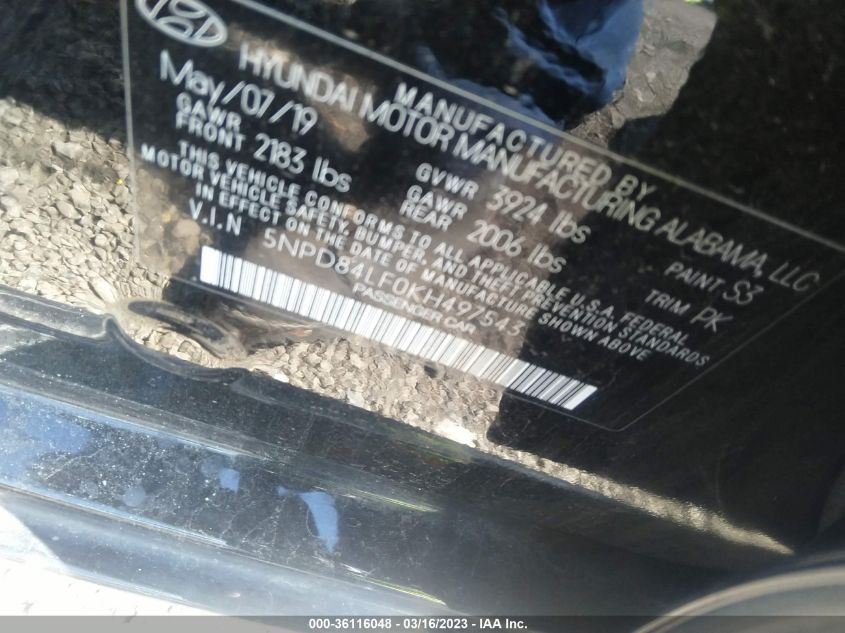 MANUFACTURED BY
HYUNDAI MOTOR MANUFACTURING ALABAMA, LLC
May/07/19 GVWR 3924 lbs PAINT S3
GAWR FRONT 2183 lbs GAWR REAR 2006 lbs TRIM PK
THIS VEHICLE CONFORMS TO ALL APPLICABLE U.S.A. FEDERAL
MOTOR VEHICLE SAFETY, BUMPER, AND THEFT PREVENTION STANDARDS
IN EFFECT ON THE DATE OF MANUFACTURE SHOWN ABOVE
V.I.N 5NPD84LF0KH497543
PASSENGER CAR
000-36116048 - 03/16/2023 - IAA Inc.